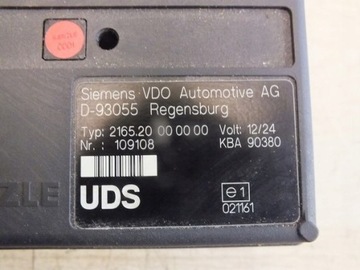 Siemens VDO Automotive AG
D-93055 Regensburg
Typ: 2165.20 00 00 00 Volt: 12/24
Nr.: 109108 KBA 90380
UDS
e1
021161
ZLE